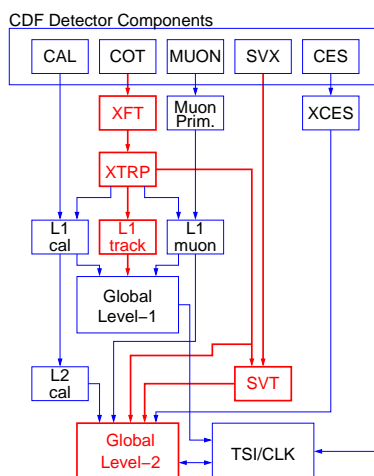 CDF Detector Components
CAL COT MUON SVX CES
XFT Muon Prim. XCES
XTRP
L1 cal L1 track L1 muon
Global Level−1
L2 cal SVT
Global Level−2 TSI/CLK